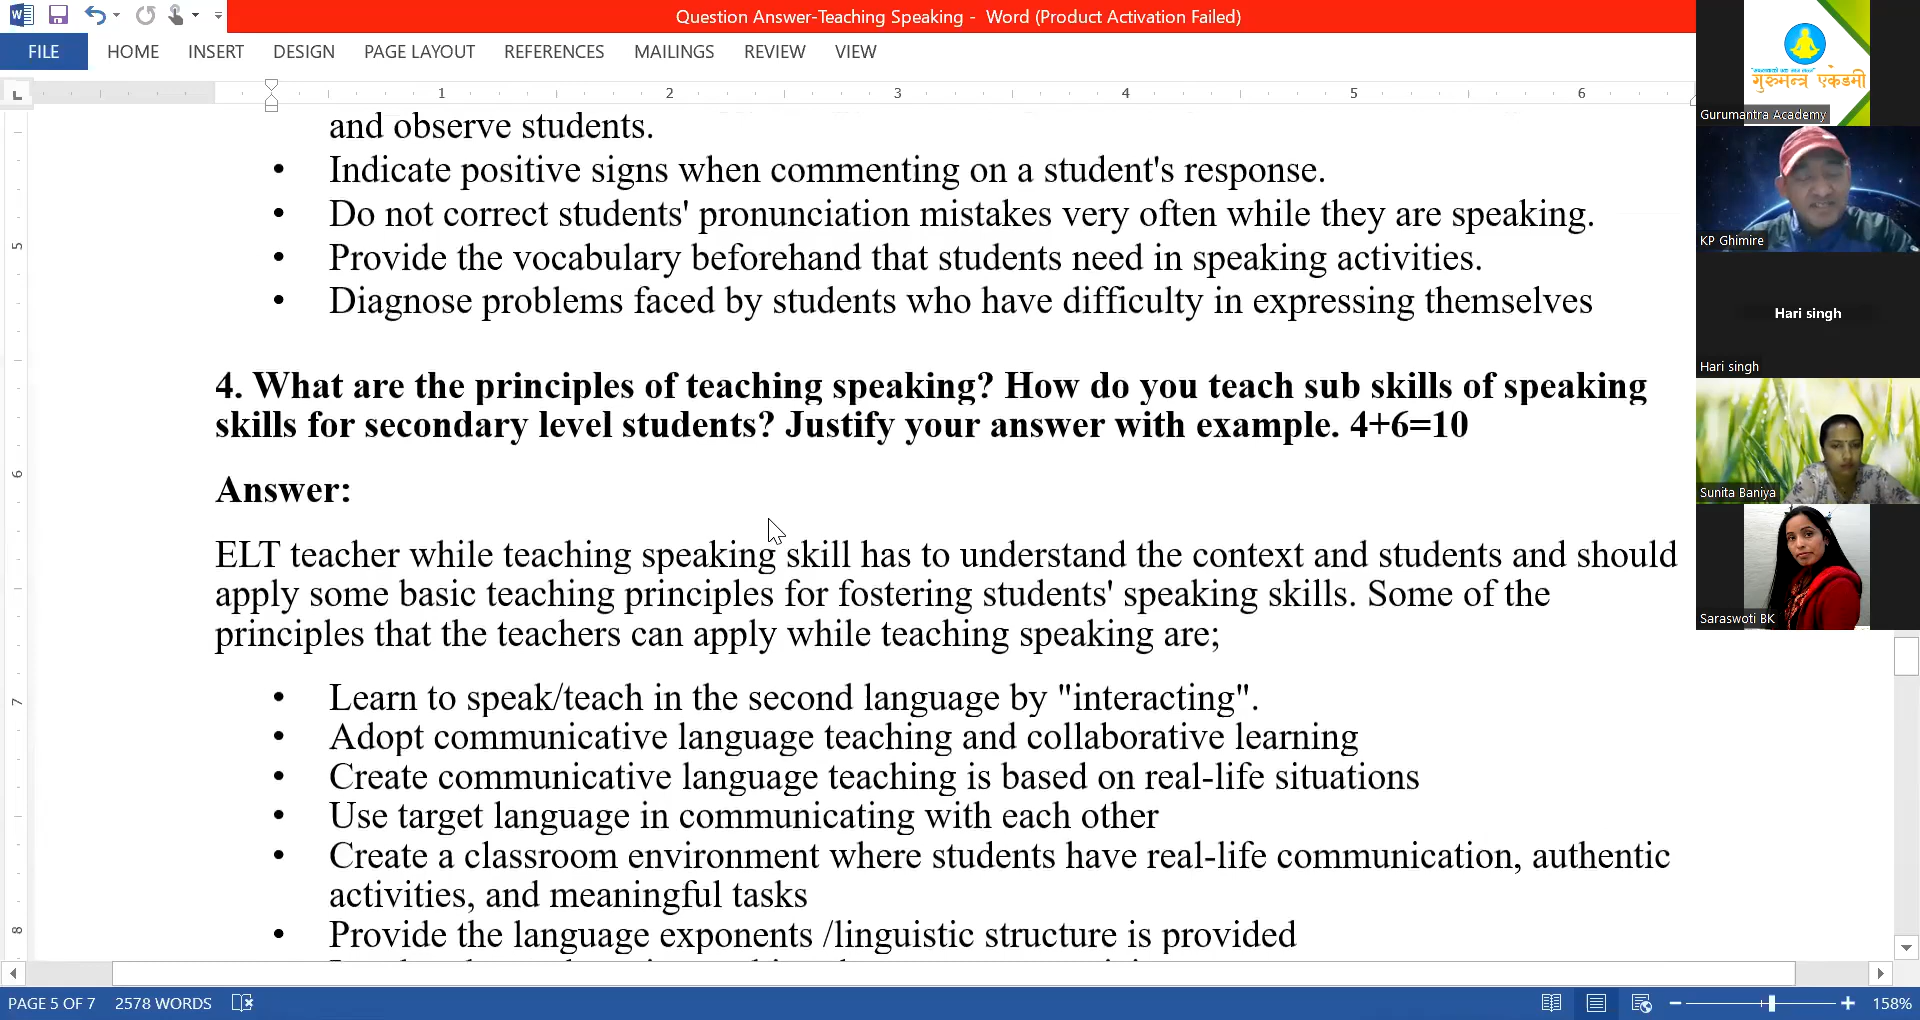 Question Answer-Teaching Speaking - Word (Product Activation Failed)
FILE HOME INSERT DESIGN PAGE LAYOUT REFERENCES MAILINGS REVIEW VIEW
1 2 3 4 5 6
and observe students.
• Indicate positive signs when commenting on a student's response.
• Do not correct students' pronunciation mistakes very often while they are speaking.
• Provide the vocabulary beforehand that students need in speaking activities.
• Diagnose problems faced by students who have difficulty in expressing themselves
4. What are the principles of teaching speaking? How do you teach sub skills of speaking
skills for secondary level students? Justify your answer with example. 4+6=10
Answer:
ELT teacher while teaching speaking skill has to understand the context and students and should
apply some basic teaching principles for fostering students' speaking skills. Some of the
principles that the teachers can apply while teaching speaking are;
• Learn to speak/teach in the second language by "interacting".
• Adopt communicative language teaching and collaborative learning
• Create communicative language teaching is based on real-life situations
• Use target language in communicating with each other
• Create a classroom environment where students have real-life communication, authentic
activities, and meaningful tasks
• Provide the language exponents /linguistic structure is provided
5
6
7
8
गुरुमन्त्र एकेडमी
Gurumantra Academy
KP Ghimire
Hari singh
Hari singh
Sunita Baniya
Saraswoti BK
PAGE 5 OF 7 2578 WORDS
158%